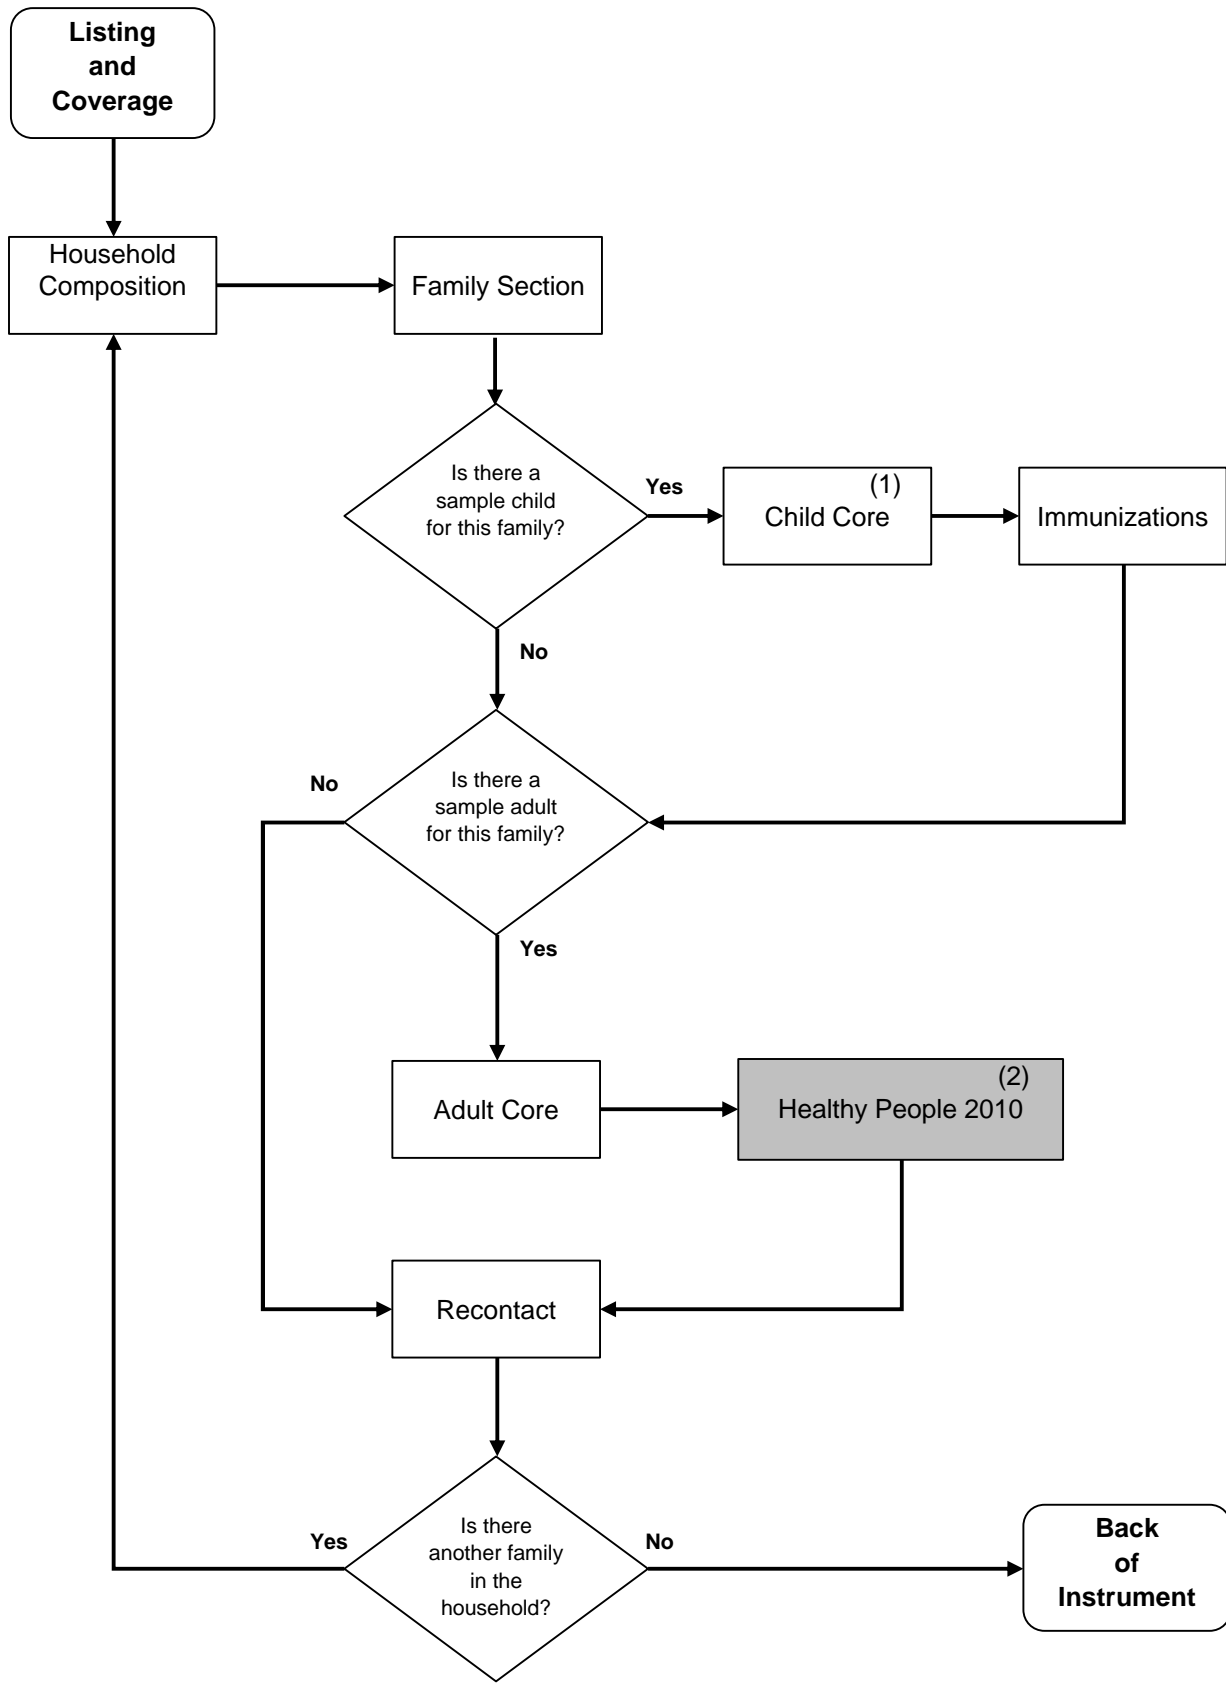 Listing
and
Coverage
Household
Composition
Family Section
Is there a
sample child
for this family?
Yes
(1)
Child Core
Immunizations
No
Is there a
sample adult
for this family?
No
Yes
Adult Core
(2)
Healthy People 2010
Recontact
Is there
another family
in the
household?
Yes
No
Back
of
Instrument